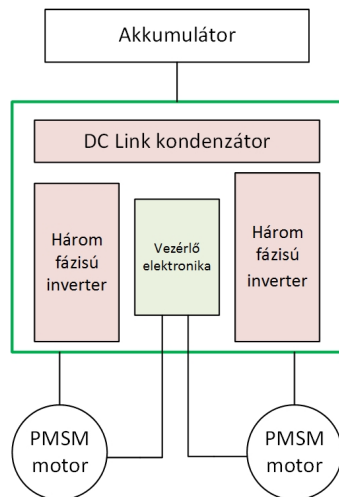 Akkumulátor
DC Link kondenzátor
Három
fázisú
inverter
Vezérlő
elektronika
Három
fázisú
inverter
PMSM
motor
PMSM
motor